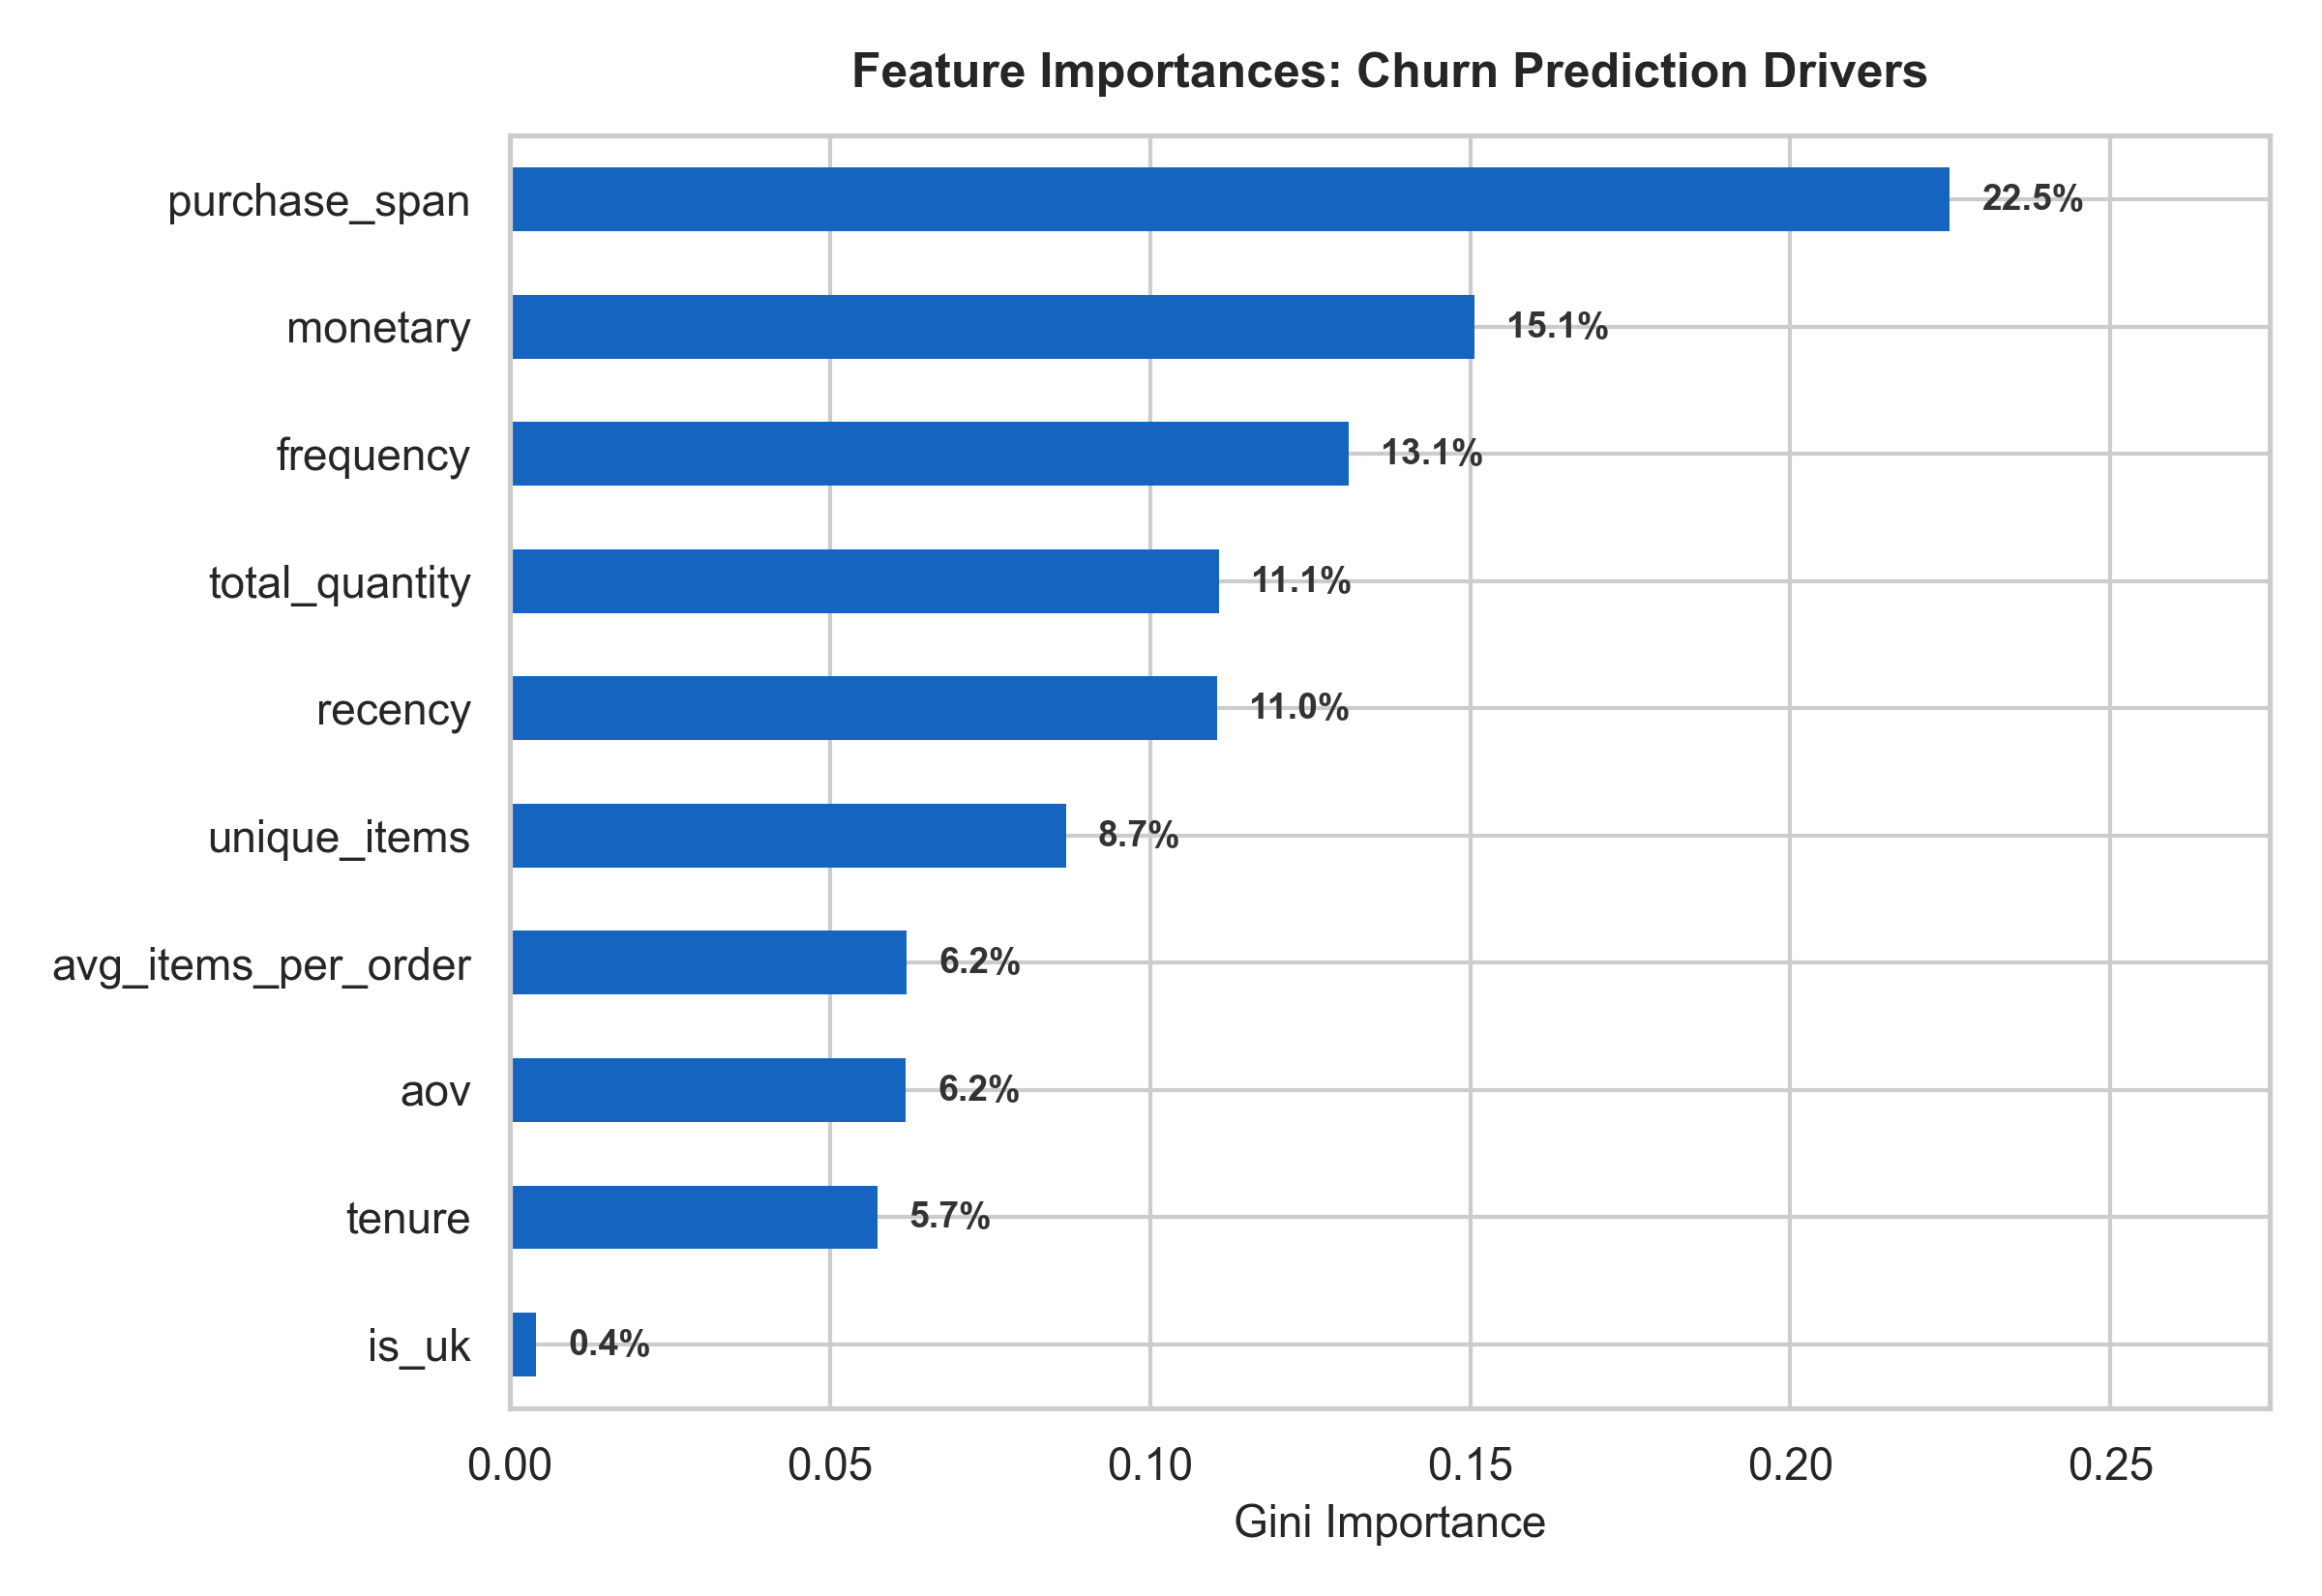 Feature Importances: Churn Prediction Drivers
purchase_span 22.5%
monetary 15.1%
frequency 13.1%
total_quantity 11.1%
recency 11.0%
unique_items 8.7%
avg_items_per_order 6.2%
aov 6.2%
tenure 5.7%
is_uk 0.4%
0.00 0.05 0.10 0.15 0.20 0.25
Gini Importance